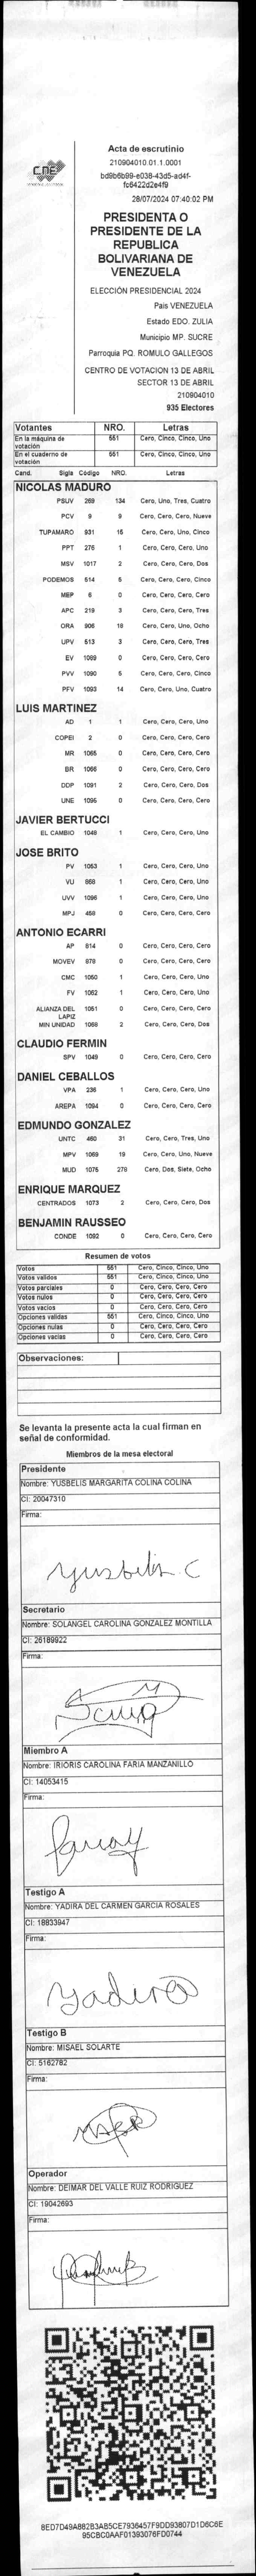 CNE
Acta de escrutinio
210904010.01.1.0001
bd9b6b99-e038-43d5-ad4f-
fc6422d2e4f9
28/07/2024 07:40:02 PM
PRESIDENTA O
PRESIDENTE DE LA
REPUBLICA
BOLIVARIANA DE
VENEZUELA
ELECCIÓN PRESIDENCIAL 2024
Pais VENEZUELA
Estado EDO. ZULIA
Municipio MP. SUCRE
Parroquia PQ. ROMULO GALLEGOS
CENTRO DE VOTACION 13 DE ABRIL
SECTOR 13 DE ABRIL
210904010
935 Electores
Votantes NRO. Letras
En la máquina de votación 551 Cero, Cinco, Cinco, Uno
En el cuaderno de votación 551 Cero, Cinco, Cinco, Uno
Cand. Sigla Código NRO. Letras
NICOLAS MADURO
PSUV 269 134 Cero, Uno, Tres, Cuatro
PCV 9 9 Cero, Cero, Cero, Nueve
TUPAMARO 931 15 Cero, Cero, Uno, Cinco
PPT 276 1 Cero, Cero, Cero, Uno
MSV 1017 2 Cero, Cero, Cero, Dos
PODEMOS 514 5 Cero, Cero, Cero, Cinco
MEP 6 0 Cero, Cero, Cero, Cero
APC 219 3 Cero, Cero, Cero, Tres
ORA 906 18 Cero, Cero, Uno, Ocho
UPV 513 3 Cero, Cero, Cero, Tres
EV 1089 0 Cero, Cero, Cero, Cero
PVV 1090 5 Cero, Cero, Cero, Cinco
PFV 1093 14 Cero, Cero, Uno, Cuatro
LUIS MARTINEZ
AD 1 1 Cero, Cero, Cero, Uno
COPEI 2 0 Cero, Cero, Cero, Cero
MR 1065 0 Cero, Cero, Cero, Cero
BR 1066 0 Cero, Cero, Cero, Cero
DDP 1091 2 Cero, Cero, Cero, Dos
UNE 1095 0 Cero, Cero, Cero, Cero
JAVIER BERTUCCI
EL CAMBIO 1048 1 Cero, Cero, Cero, Uno
JOSE BRITO
PV 1053 1 Cero, Cero, Cero, Uno
VU 868 1 Cero, Cero, Cero, Uno
UVV 1096 1 Cero, Cero, Cero, Uno
MPJ 458 0 Cero, Cero, Cero, Cero
ANTONIO ECARRI
AP 814 0 Cero, Cero, Cero, Cero
MOVEV 978 0 Cero, Cero, Cero, Cero
CMC 1050 1 Cero, Cero, Cero, Uno
FV 1062 1 Cero, Cero, Cero, Uno
ALIANZA DEL LAPIZ 1051 0 Cero, Cero, Cero, Cero
MIN UNIDAD 1068 2 Cero, Cero, Cero, Dos
CLAUDIO FERMIN
SPV 1049 0 Cero, Cero, Cero, Cero
DANIEL CEBALLOS
VPA 236 1 Cero, Cero, Cero, Uno
AREPA 1094 0 Cero, Cero, Cero, Cero
EDMUNDO GONZALEZ
UNTC 460 31 Cero, Cero, Tres, Uno
MPV 1069 19 Cero, Cero, Uno, Nueve
MUD 1075 278 Cero, Dos, Siete, Ocho
ENRIQUE MARQUEZ
CENTRADOS 1073 2 Cero, Cero, Cero, Dos
BENJAMIN RAUSSEO
CONDE 1092 0 Cero, Cero, Cero, Cero
Resumen de votos
Votos 551 Cero, Cinco, Cinco, Uno
Votos validos 551 Cero, Cinco, Cinco, Uno
Votos parciales 0 Cero, Cero, Cero, Cero
Votos nulos 0 Cero, Cero, Cero, Cero
Votos vacios 0 Cero, Cero, Cero, Cero
Opciones validas 551 Cero, Cinco, Cinco, Uno
Opciones nulas 0 Cero, Cero, Cero, Cero
Opciones vacias 0 Cero, Cero, Cero, Cero
Observaciones:
Se levanta la presente acta la cual firman en
señal de conformidad.
Miembros de la mesa electoral
Presidente
Nombre: YUSBELIS MARGARITA COLINA COLINA
CI: 20047310
Firma:
Yusbelis C
Secretario
Nombre: SOLANGEL CAROLINA GONZALEZ MONTILLA
CI: 26189922
Firma:
Miembro A
Nombre: IRIORIS CAROLINA FARIA MANZANILLO
CI: 14053415
Firma:
Testigo A
Nombre: YADIRA DEL CARMEN GARCIA ROSALES
CI: 18833947
Firma:
Yadira
Testigo B
Nombre: MISAEL SOLARTE
CI: 5162782
Firma:
Operador
Nombre: DEIMAR DEL VALLE RUIZ RODRIGUEZ
CI: 19042693
Firma:
8ED7D49A882B3AB5CE7936457F9DD93807D1D6C8E
95CBC0AAF01393076FD0744